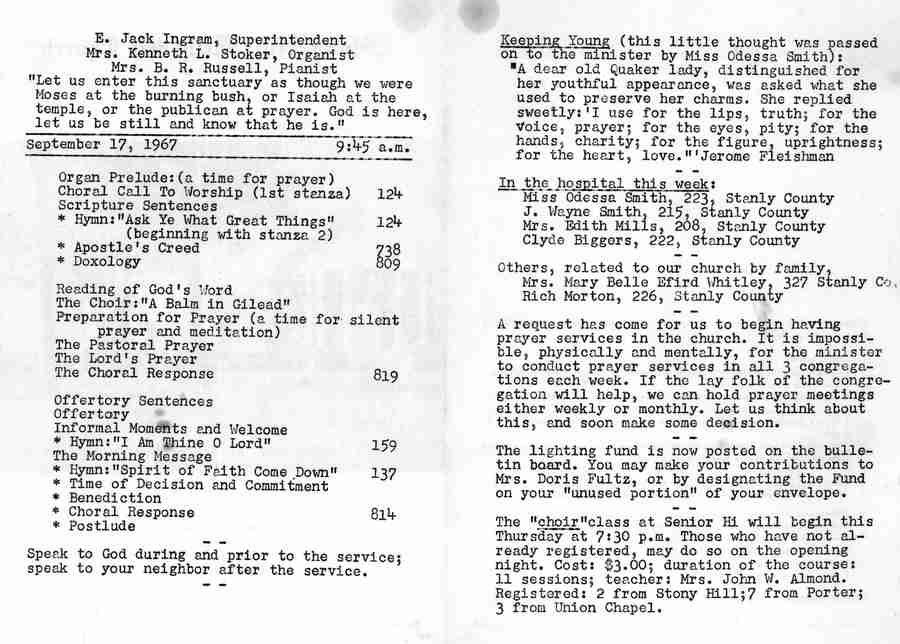 E. Jack Ingram, Superintendent
Mrs. Kenneth L. Stoker, Organist
Mrs. B. R. Russell, Pianist
"Let us enter this sanctuary as though we were
Moses at the burning bush, or Isaiah at the
temple, or the publican at prayer. God is here,
let us be still and know that he is."
September 17, 1967 9:45 a.m.
Organ Prelude:(a time for prayer)
Choral Call To Worship (1st stanza) 124
Scripture Sentences
* Hymn:"Ask Ye What Great Things" 124
(beginning with stanza 2)
* Apostle's Creed 738
* Doxology 809
Reading of God's Word
The Choir:"A Balm in Gilead"
Preparation for Prayer (a time for silent
prayer and meditation)
The Pastoral Prayer
The Lord's Prayer
The Choral Response 819
Offertory Sentences
Offertory
Informal Moments and Welcome
* Hymn:"I Am Thine O Lord" 159
The Morning Message
* Hymn:"Spirit of Faith Come Down" 137
* Time of Decision and Commitment
* Benediction
* Choral Response 814
* Postlude
- -
Speak to God during and prior to the service;
speak to your neighbor after the service.
- -
Keeping Young (this little thought was passed
on to the minister by Miss Odessa Smith):
"A dear old Quaker lady, distinguished for
her youthful appearance, was asked what she
used to preserve her charms. She replied
sweetly:'I use for the lips, truth; for the
voice, prayer; for the eyes, pity; for the
hands, charity; for the figure, uprightness;
for the heart, love."'Jerome Fleishman
- -
In the hospital this week:
Miss Odessa Smith, 223, Stanly County
J. Wayne Smith, 215, Stanly County
Mrs. Edith Mills, 208, Stanly County
Clyde Biggers, 222, Stanly County
- -
Others, related to our church by family,
Mrs. Mary Belle Efird Whitley, 327 Stanly Co.
Rich Morton, 226, Stanly County
- -
A request has come for us to begin having
prayer services in the church. It is impossi-
ble, physically and mentally, for the minister
to conduct prayer services in all 3 congrega-
tions each week. If the lay folk of the congre-
gation will help, we can hold prayer meetings
either weekly or monthly. Let us think about
this, and soon make some decision.
- -
The lighting fund is now posted on the bulle-
tin board. You may make your contributions to
Mrs. Doris Fultz, or by designating the Fund
on your "unused portion" of your envelope.
- -
The "choir"class at Senior Hi will begin this
Thursday at 7:30 p.m. Those who have not al-
ready registered, may do so on the opening
night. Cost: $3.00; duration of the course:
11 sessions; teacher: Mrs. John W. Almond.
Registered: 2 from Stony Hill;7 from Porter;
3 from Union Chapel.